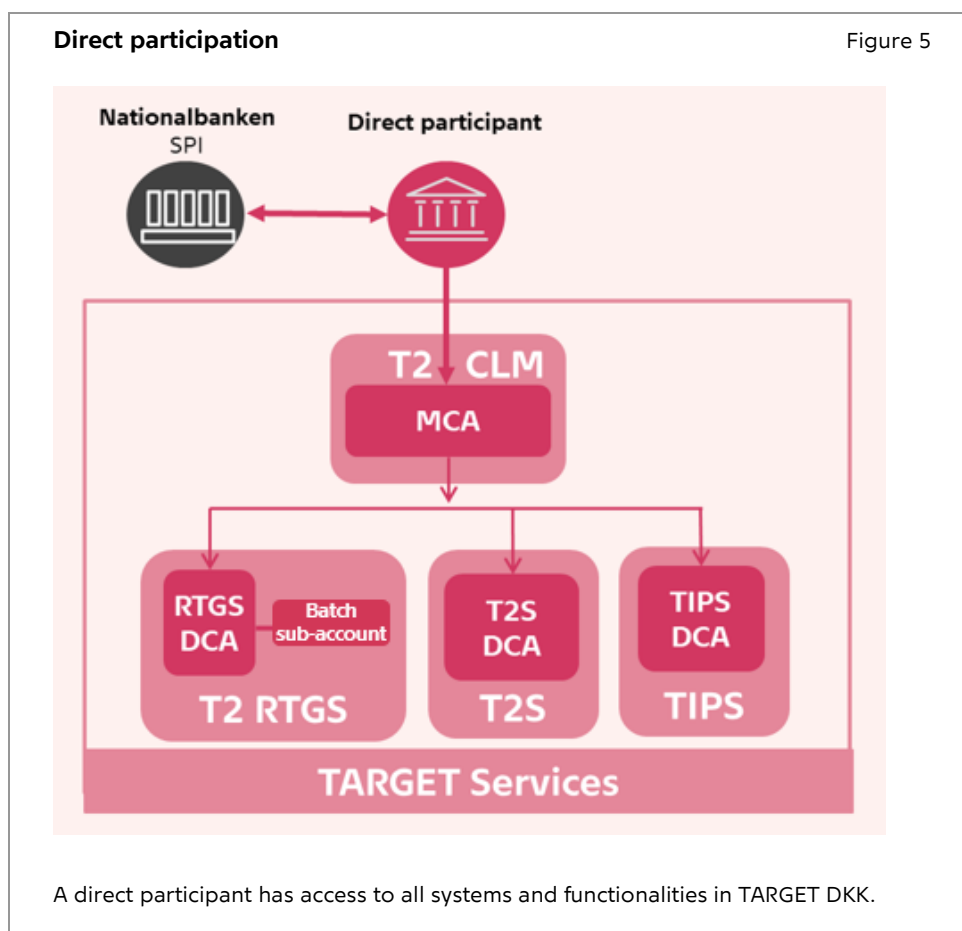 Direct participation
Figure 5
Nationalbanken
SPI
Direct participant
T2 CLM
MCA
RTGS
DCA
Batch
sub-account
T2 RTGS
T2S
DCA
T2S
TIPS
DCA
TIPS
TARGET Services
A direct participant has access to all systems and functionalities in TARGET DKK.